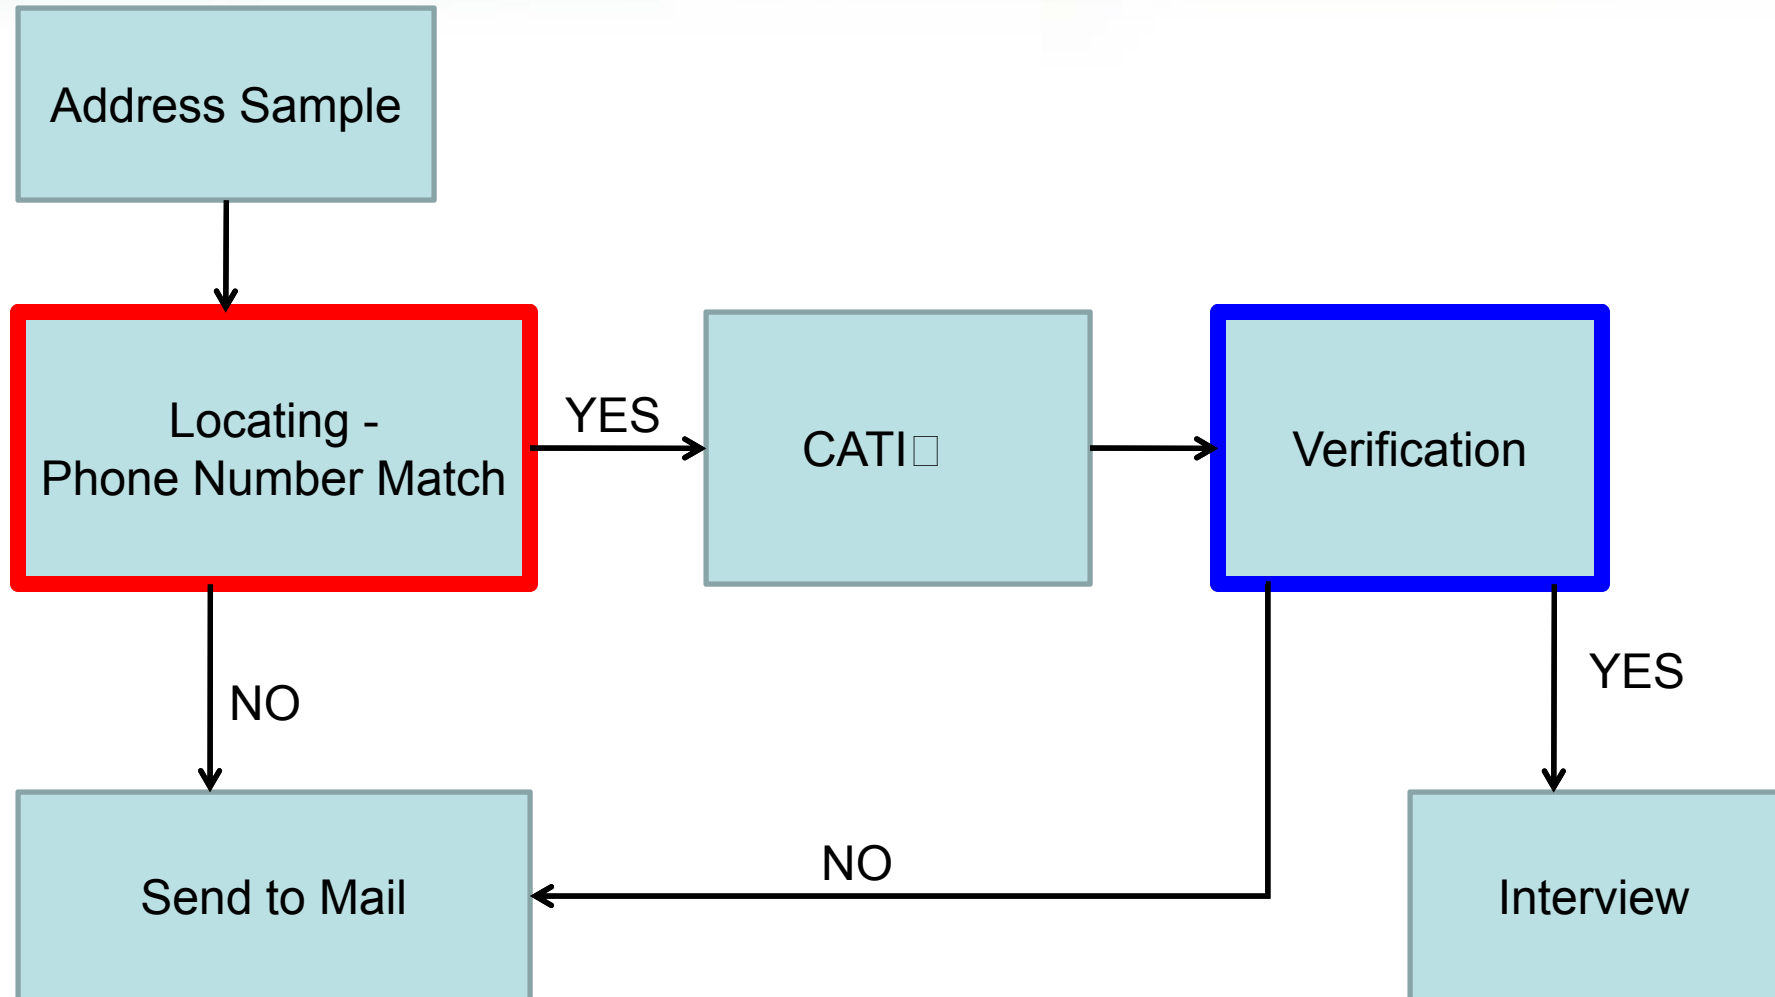 Address Sample
Locating -
Phone Number Match
YES
CATI□
Verification
NO
YES
NO
Send to Mail
Interview